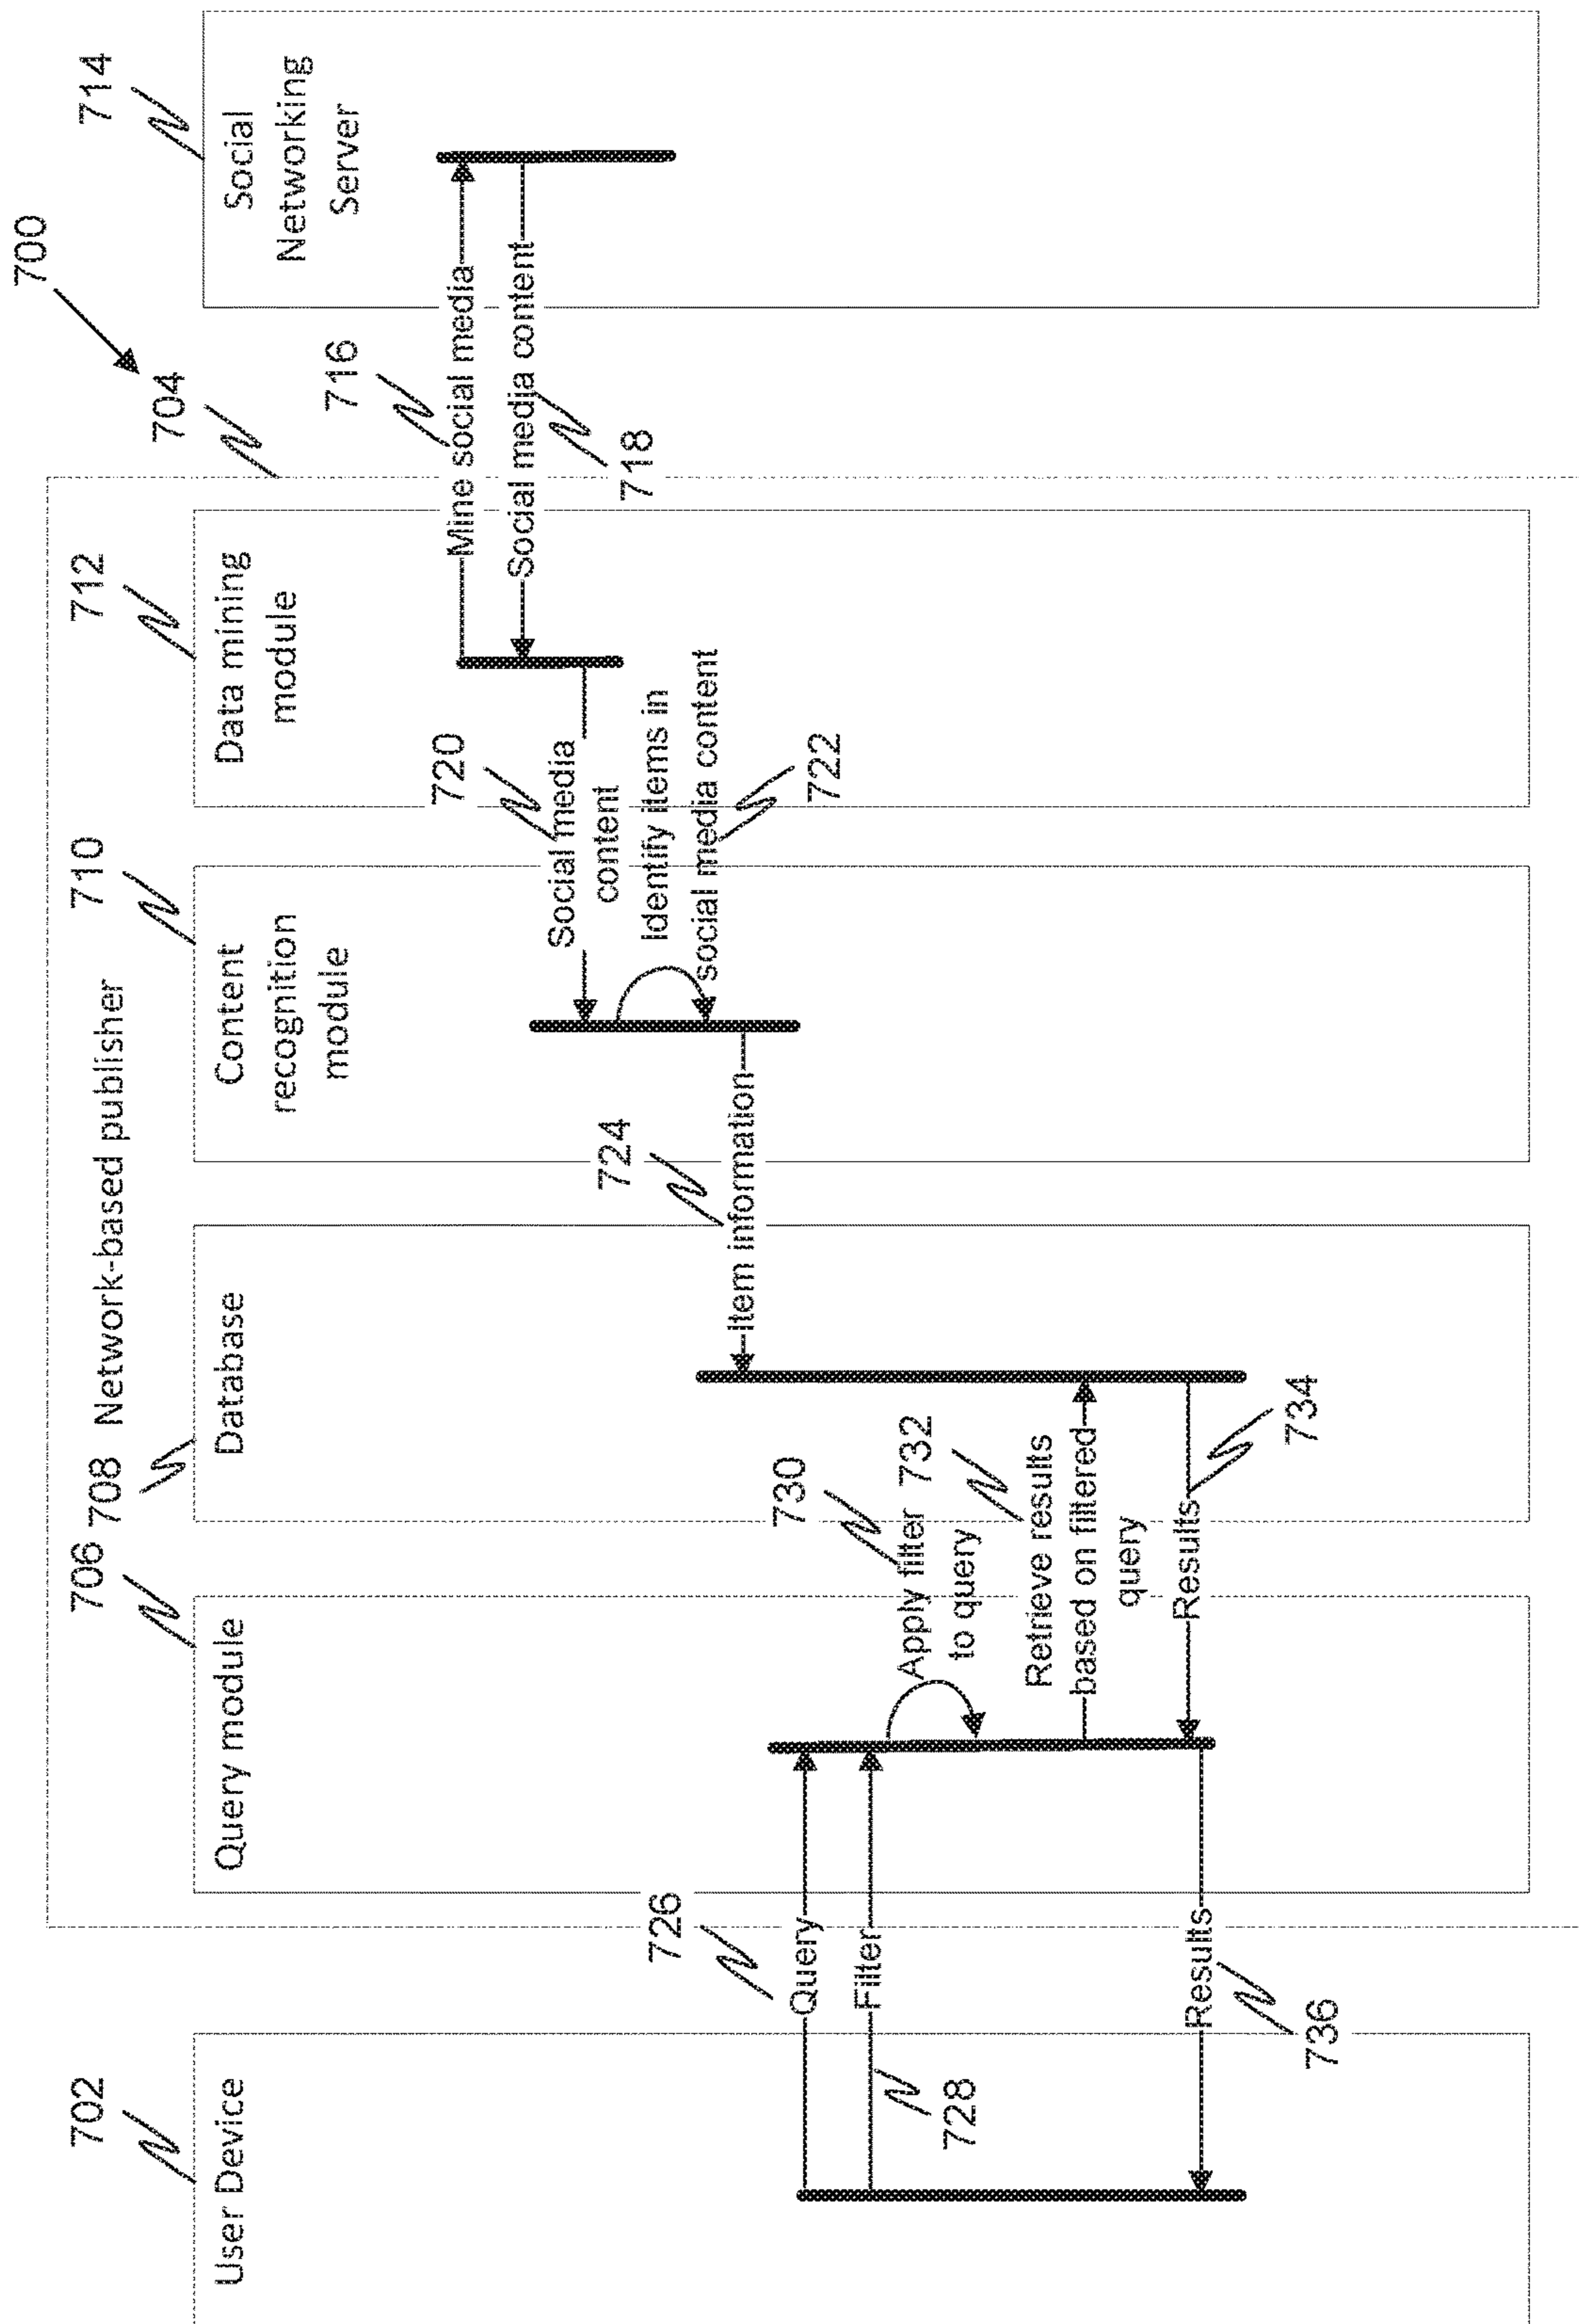 700
704
Network-based publisher
702
User Device
706
Query module
708
Database
710
Content
recognition
module
712
Data mining
module
714
Social
Networking
Server
716
Mine social media
Social media content
718
720
Social media
content
Identify items in
social media content
722
724
Item information
726
Query
Filter
728
730
Apply filter
to query
732
Retrieve results
based on filtered
query
Results
734
Results
736